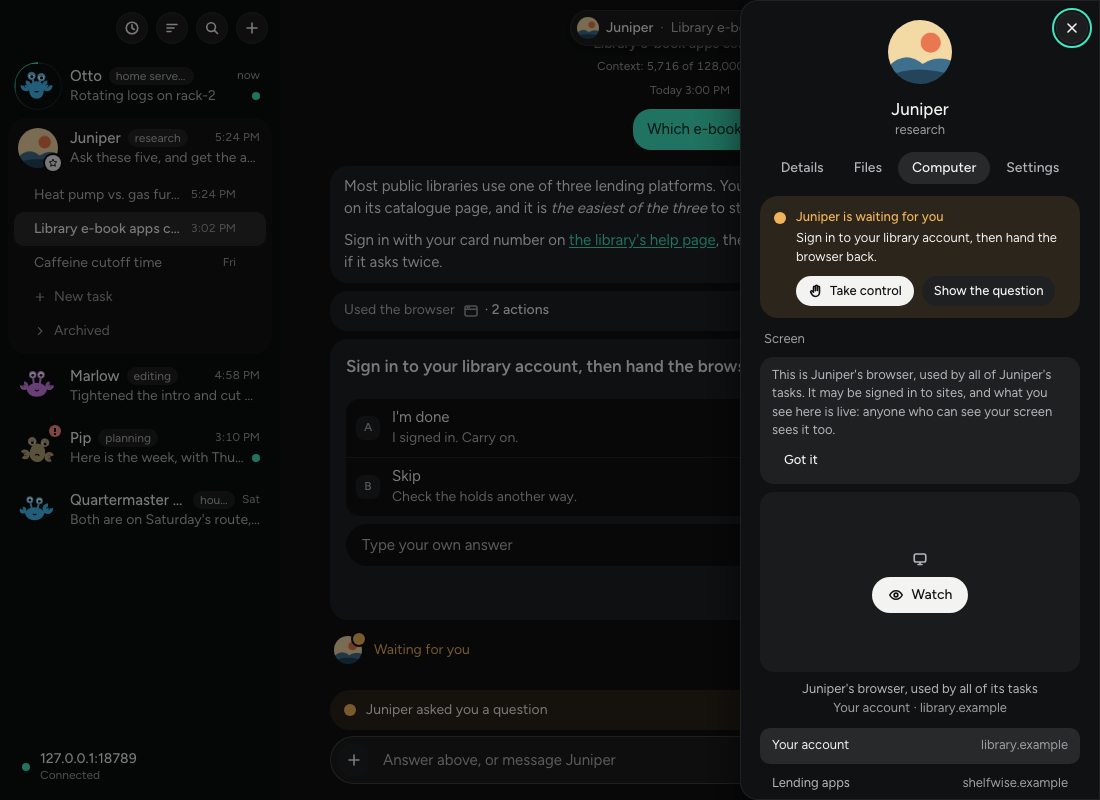 Otto
home serve...
now
Rotating logs on rack-2
Juniper
research
5:24 PM
Ask these five, and get the a...
Heat pump vs. gas fur...
5:24 PM
Library e-book apps c...
3:02 PM
Caffeine cutoff time
Fri
New task
Archived
Marlow
editing
4:58 PM
Tightened the intro and cut ...
Pip
planning
3:10 PM
Here is the week, with Thu...
Quartermaster ...
hou...
Sat
Both are on Saturday's route,...
127.0.0.1:18789
Connected
Juniper · Library e-b
Context: 5,716 of 128,000
Today 3:00 PM
Which e-book
Most public libraries use one of three lending platforms. You
on its catalogue page, and it is the easiest of the three to st
Sign in with your card number on the library's help page, the
if it asks twice.
Used the browser · 2 actions
Sign in to your library account, then hand the brows
A
I'm done
I signed in. Carry on.
B
Skip
Check the holds another way.
Type your own answer
Waiting for you
Juniper asked you a question
Answer above, or message Juniper
Juniper
research
Details
Files
Computer
Settings
Juniper is waiting for you
Sign in to your library account, then hand the
browser back.
Take control
Show the question
Screen
This is Juniper's browser, used by all of Juniper's
tasks. It may be signed in to sites, and what you
see here is live: anyone who can see your screen
sees it too.
Got it
Watch
Juniper's browser, used by all of its tasks
Your account · library.example
Your account
library.example
Lending apps
shelfwise.example